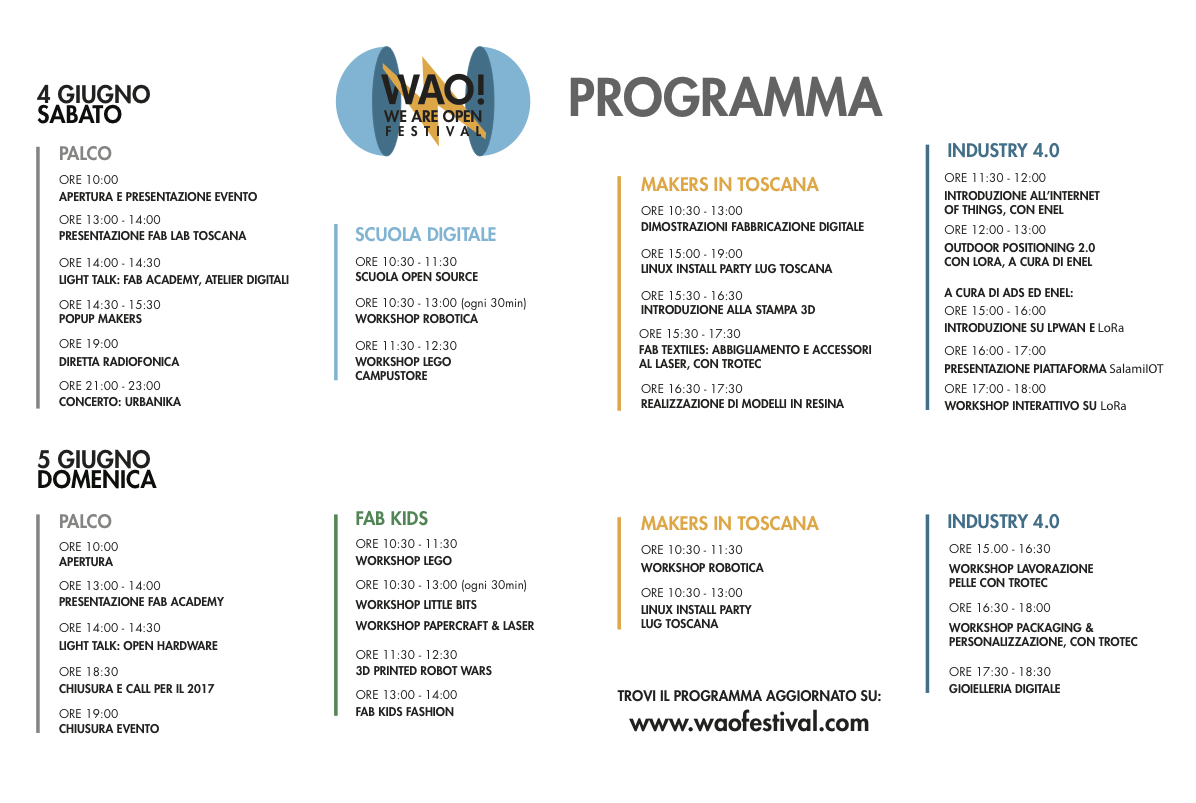 4 GIUGNO
SABATO
WAO!
WE ARE OPEN
FESTIVAL
PROGRAMMA
PALCO
ORE 10:00
APERTURA E PRESENTAZIONE EVENTO
ORE 13:00 - 14:00
PRESENTAZIONE FAB LAB TOSCANA
ORE 14:00 - 14:30
LIGHT TALK: FAB ACADEMY, ATELIER DIGITALI
ORE 14:30 - 15:30
POPUP MAKERS
ORE 19:00
DIRETTA RADIOFONICA
ORE 21:00 - 23:00
CONCERTO: URBANIKA
SCUOLA DIGITALE
ORE 10:30 - 11:30
SCUOLA OPEN SOURCE
ORE 10:30 - 13:00 (ogni 30min)
WORKSHOP ROBOTICA
ORE 11:30 - 12:30
WORKSHOP LEGO
CAMPUSTORE
MAKERS IN TOSCANA
ORE 10:30 - 13:00
DIMOSTRAZIONI FABBRICAZIONE DIGITALE
ORE 15:00 - 19:00
LINUX INSTALL PARTY LUG TOSCANA
ORE 15:30 - 16:30
INTRODUZIONE ALLA STAMPA 3D
ORE 15:30 - 17:30
FAB TEXTILES: ABBIGLIAMENTO E ACCESSORI
AL LASER, CON TROTEC
ORE 16:30 - 17:30
REALIZZAZIONE DI MODELLI IN RESINA
INDUSTRY 4.0
ORE 11:30 - 12:00
INTRODUZIONE ALL'INTERNET
OF THINGS, CON ENEL
ORE 12:00 - 13:00
OUTDOOR POSITIONING 2.0
CON LORA, A CURA DI ENEL
A CURA DI ADS ED ENEL:
ORE 15:00 - 16:00
INTRODUZIONE SU LPWAN E LoRa
ORE 16:00 - 17:00
PRESENTAZIONE PIATTAFORMA SalamiIOT
ORE 17:00 - 18:00
WORKSHOP INTERATTIVO SU LoRa
5 GIUGNO
DOMENICA
PALCO
ORE 10:00
APERTURA
ORE 13:00 - 14:00
PRESENTAZIONE FAB ACADEMY
ORE 14:00 - 14:30
LIGHT TALK: OPEN HARDWARE
ORE 18:30
CHIUSURA E CALL PER IL 2017
ORE 19:00
CHIUSURA EVENTO
FAB KIDS
ORE 10:30 - 11:30
WORKSHOP LEGO
ORE 10:30 - 13:00 (ogni 30min)
WORKSHOP LITTLE BITS
WORKSHOP PAPERCRAFT & LASER
ORE 11:30 - 12:30
3D PRINTED ROBOT WARS
ORE 13:00 - 14:00
FAB KIDS FASHION
MAKERS IN TOSCANA
ORE 10:30 - 11:30
WORKSHOP ROBOTICA
ORE 10:30 - 13:00
LINUX INSTALL PARTY
LUG TOSCANA
INDUSTRY 4.0
ORE 15.00 - 16:30
WORKSHOP LAVORAZIONE
PELLE CON TROTEC
ORE 16:30 - 18:00
WORKSHOP PACKAGING &
PERSONALIZZAZIONE, CON TROTEC
ORE 17:30 - 18:30
GIOIELLERIA DIGITALE
TROVI IL PROGRAMMA AGGIORNATO SU:
www.waofestival.com